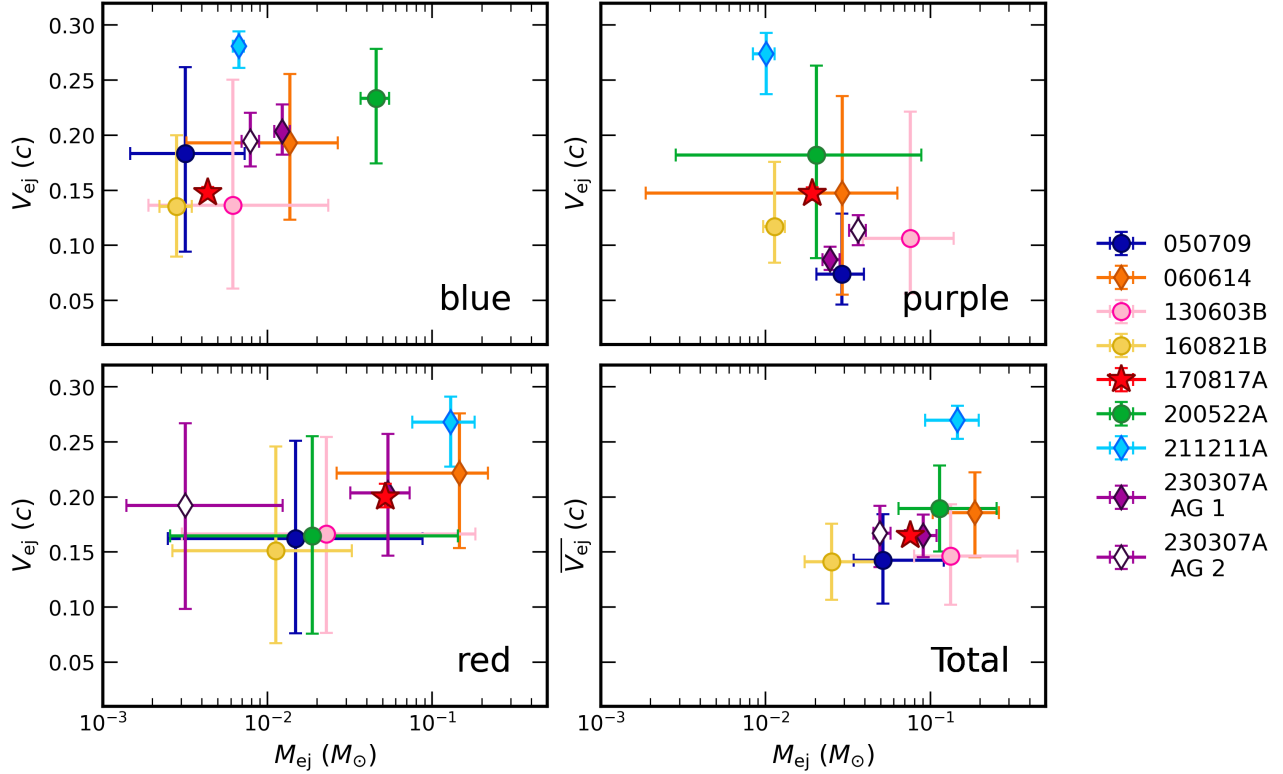 0.30
0.25
0.20
0.15
0.10
0.05
V_ej (c)
blue
V_ej (c)
purple
0.30
0.25
0.20
0.15
0.10
0.05
V_ej (c)
red
10^−3
10^−2
10^−1
M_ej (M_⊙)
V̅_ej (c)
Total
10^−3
10^−2
10^−1
M_ej (M_⊙)
050709
060614
130603B
160821B
170817A
200522A
211211A
230307A
AG 1
230307A
AG 2